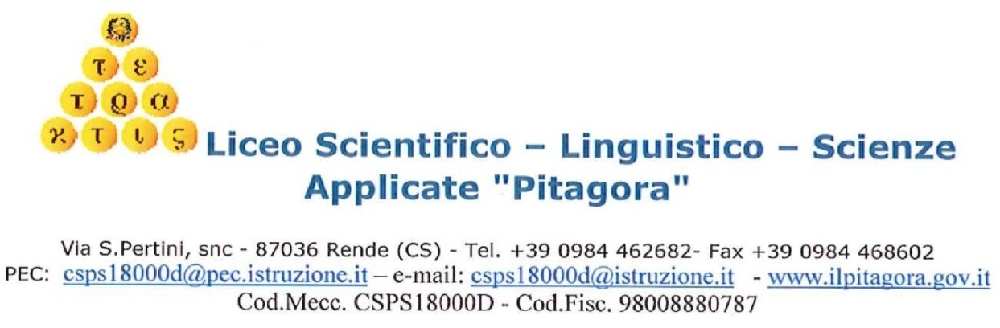 τ ε
τ ρ α
κ τ ι ς
Liceo Scientifico – Linguistico – Scienze
Applicate "Pitagora"
Via S.Pertini, snc - 87036 Rende (CS) - Tel. +39 0984 462682- Fax +39 0984 468602
PEC: csps18000d@pec.istruzione.it – e-mail: csps18000d@istruzione.it - www.ilpitagora.gov.it
Cod.Mecc. CSPS18000D - Cod.Fisc. 98008880787